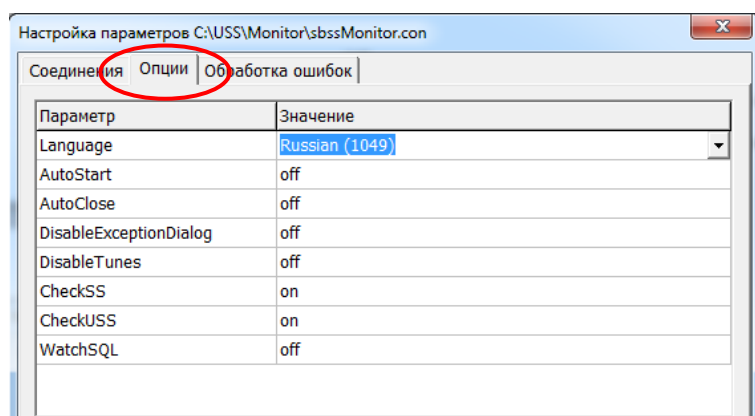 Настройка параметров C:\USS\Monitor\sbssMonitor.con
Соединения Опции Обработка ошибок
Параметр Значение
Language Russian (1049)
AutoStart off
AutoClose off
DisableExceptionDialog off
DisableTunes off
CheckSS on
CheckUSS on
WatchSQL off